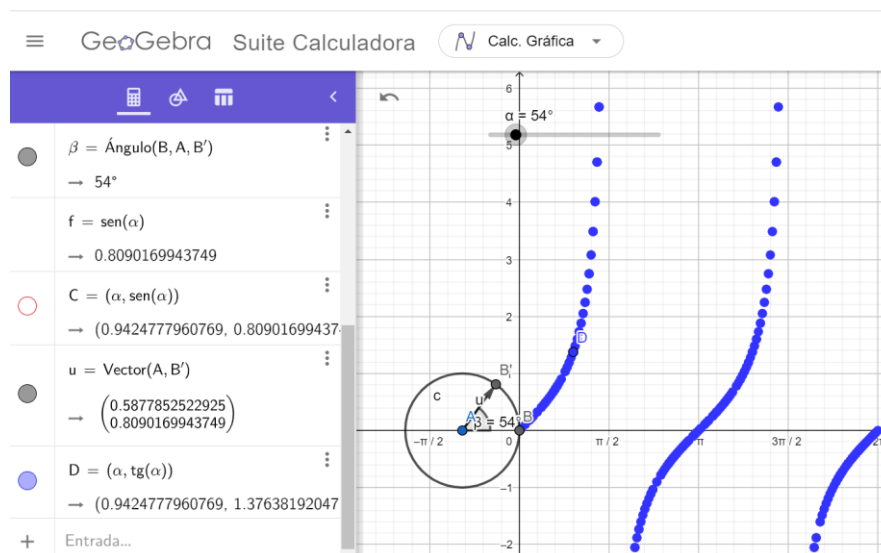 GeoGebra Suite Calculadora Calc. Gráfica
β = Ángulo(B, A, B′)
→ 54°
f = sen(α)
→ 0.8090169943749
C = (α, sen(α))
→ (0.9424777960769, 0.80901699437
u = Vector(A, B′)
→ (0.5877852522925
0.8090169943749)
D = (α, tg(α))
→ (0.9424777960769, 1.37638192047
+ Entrada...
6
α = 54°
5
4
3
2
D
B′
1
c
u
A
β = 54°
B
−π / 2
0
π / 2
π
3π / 2
−1
−2